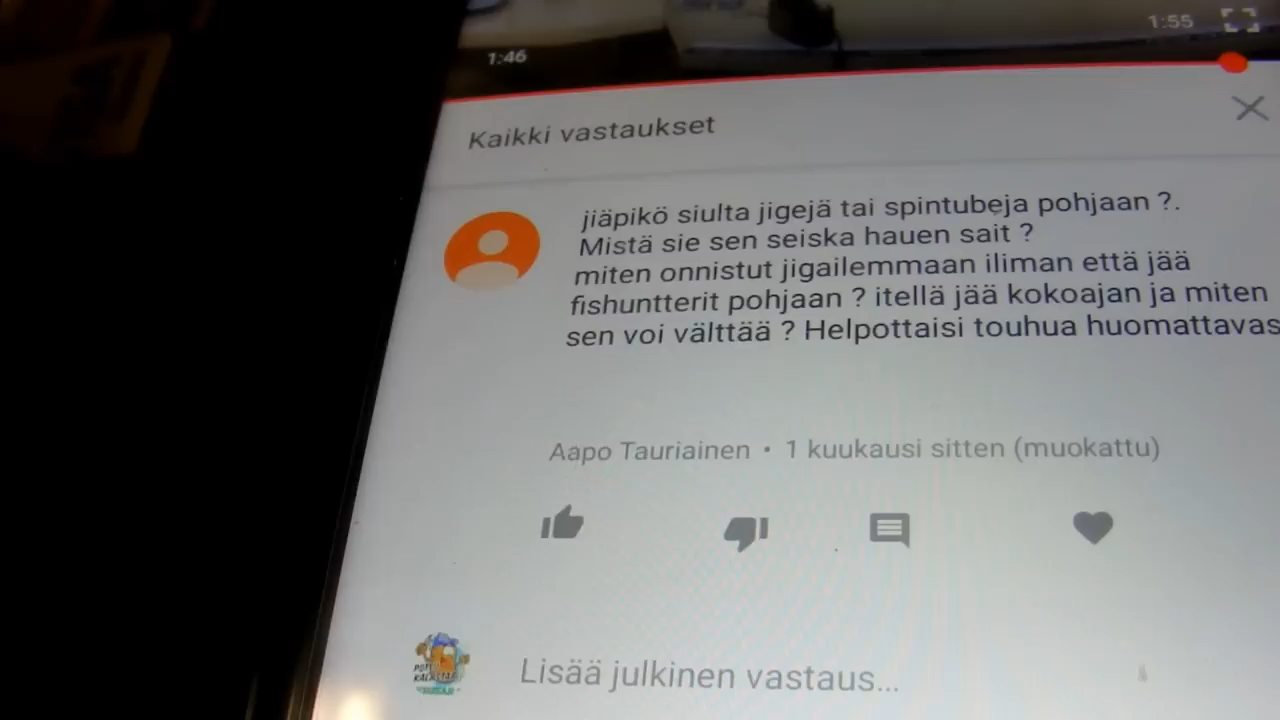 1:46
1:55
Kaikki vastaukset
jiäpikö siulta jigejä tai spintubeja pohjaan ?.
Mistä sie sen seiska hauen sait ?
miten onnistut jigailemmaan iliman että jää
fishuntterit pohjaan ? itellä jää kokoajan ja miten
sen voi välttää ? Helpottaisi touhua huomattavas
Aapo Tauriainen • 1 kuukausi sitten (muokattu)
Lisää julkinen vastaus...